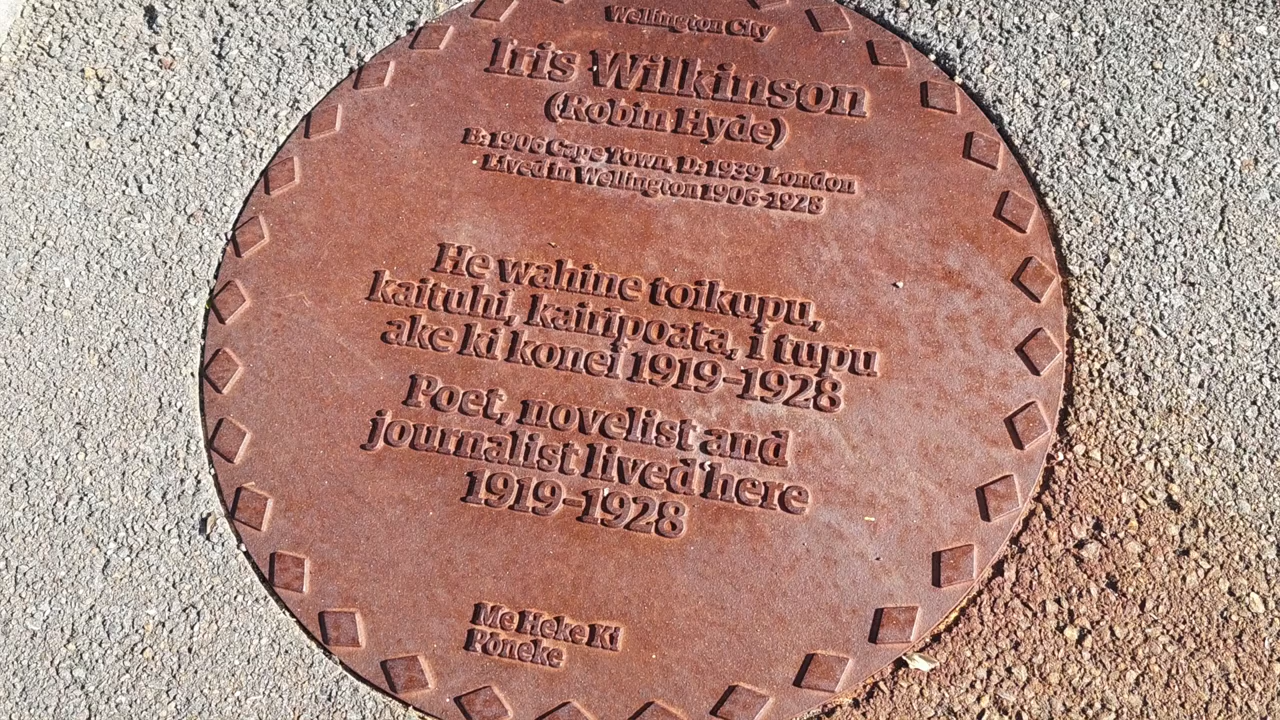 Wellington City
Iris Wilkinson
(Robin Hyde)
B: 1906 Cape Town, D: 1939 London
Lived in Wellington 1906-1928
He wahine toikupu,
kaituhi, kairīpoata, i tupu
ake ki konei 1919–1928
Poet, novelist and
journalist lived here
1919–1928
Me Heke Ki
Pōneke